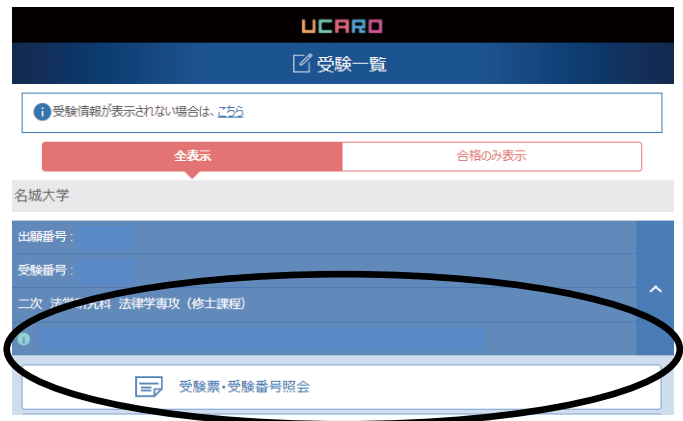 UCARO
受験一覧
i 受験情報が表示されない場合は、こちら
全表示 合格のみ表示
名城大学
出願番号 :
受験番号 :
二次 法学研究科 法律学専攻（修士課程）
i
受験票・受験番号照会